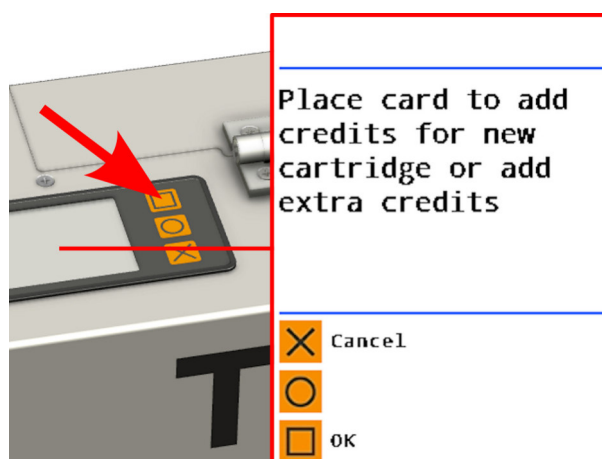 Place card to add
credits for new
cartridge or add
extra credits
Cancel
OK
T